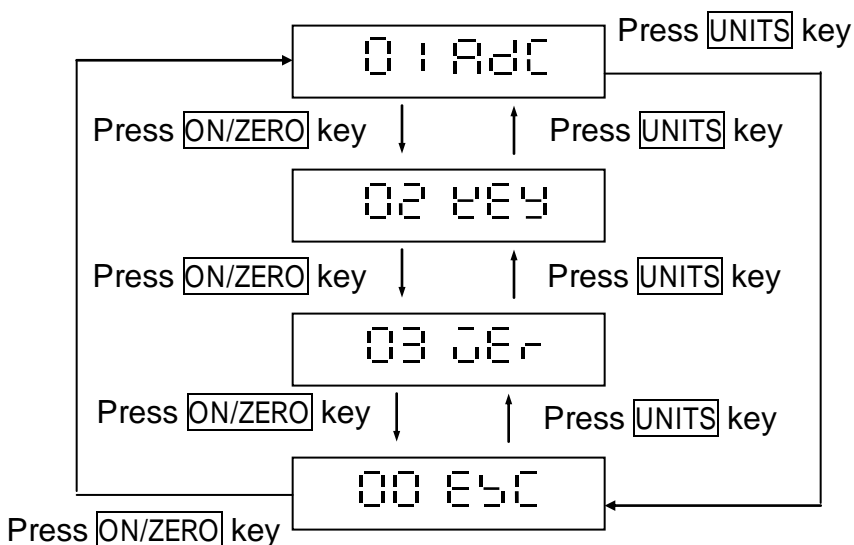 Press UNITS key
01 AdC
Press ON/ZERO key
Press UNITS key
02 KEY
Press ON/ZERO key
Press UNITS key
03 VEr
Press ON/ZERO key
Press UNITS key
00 ESC
Press ON/ZERO key